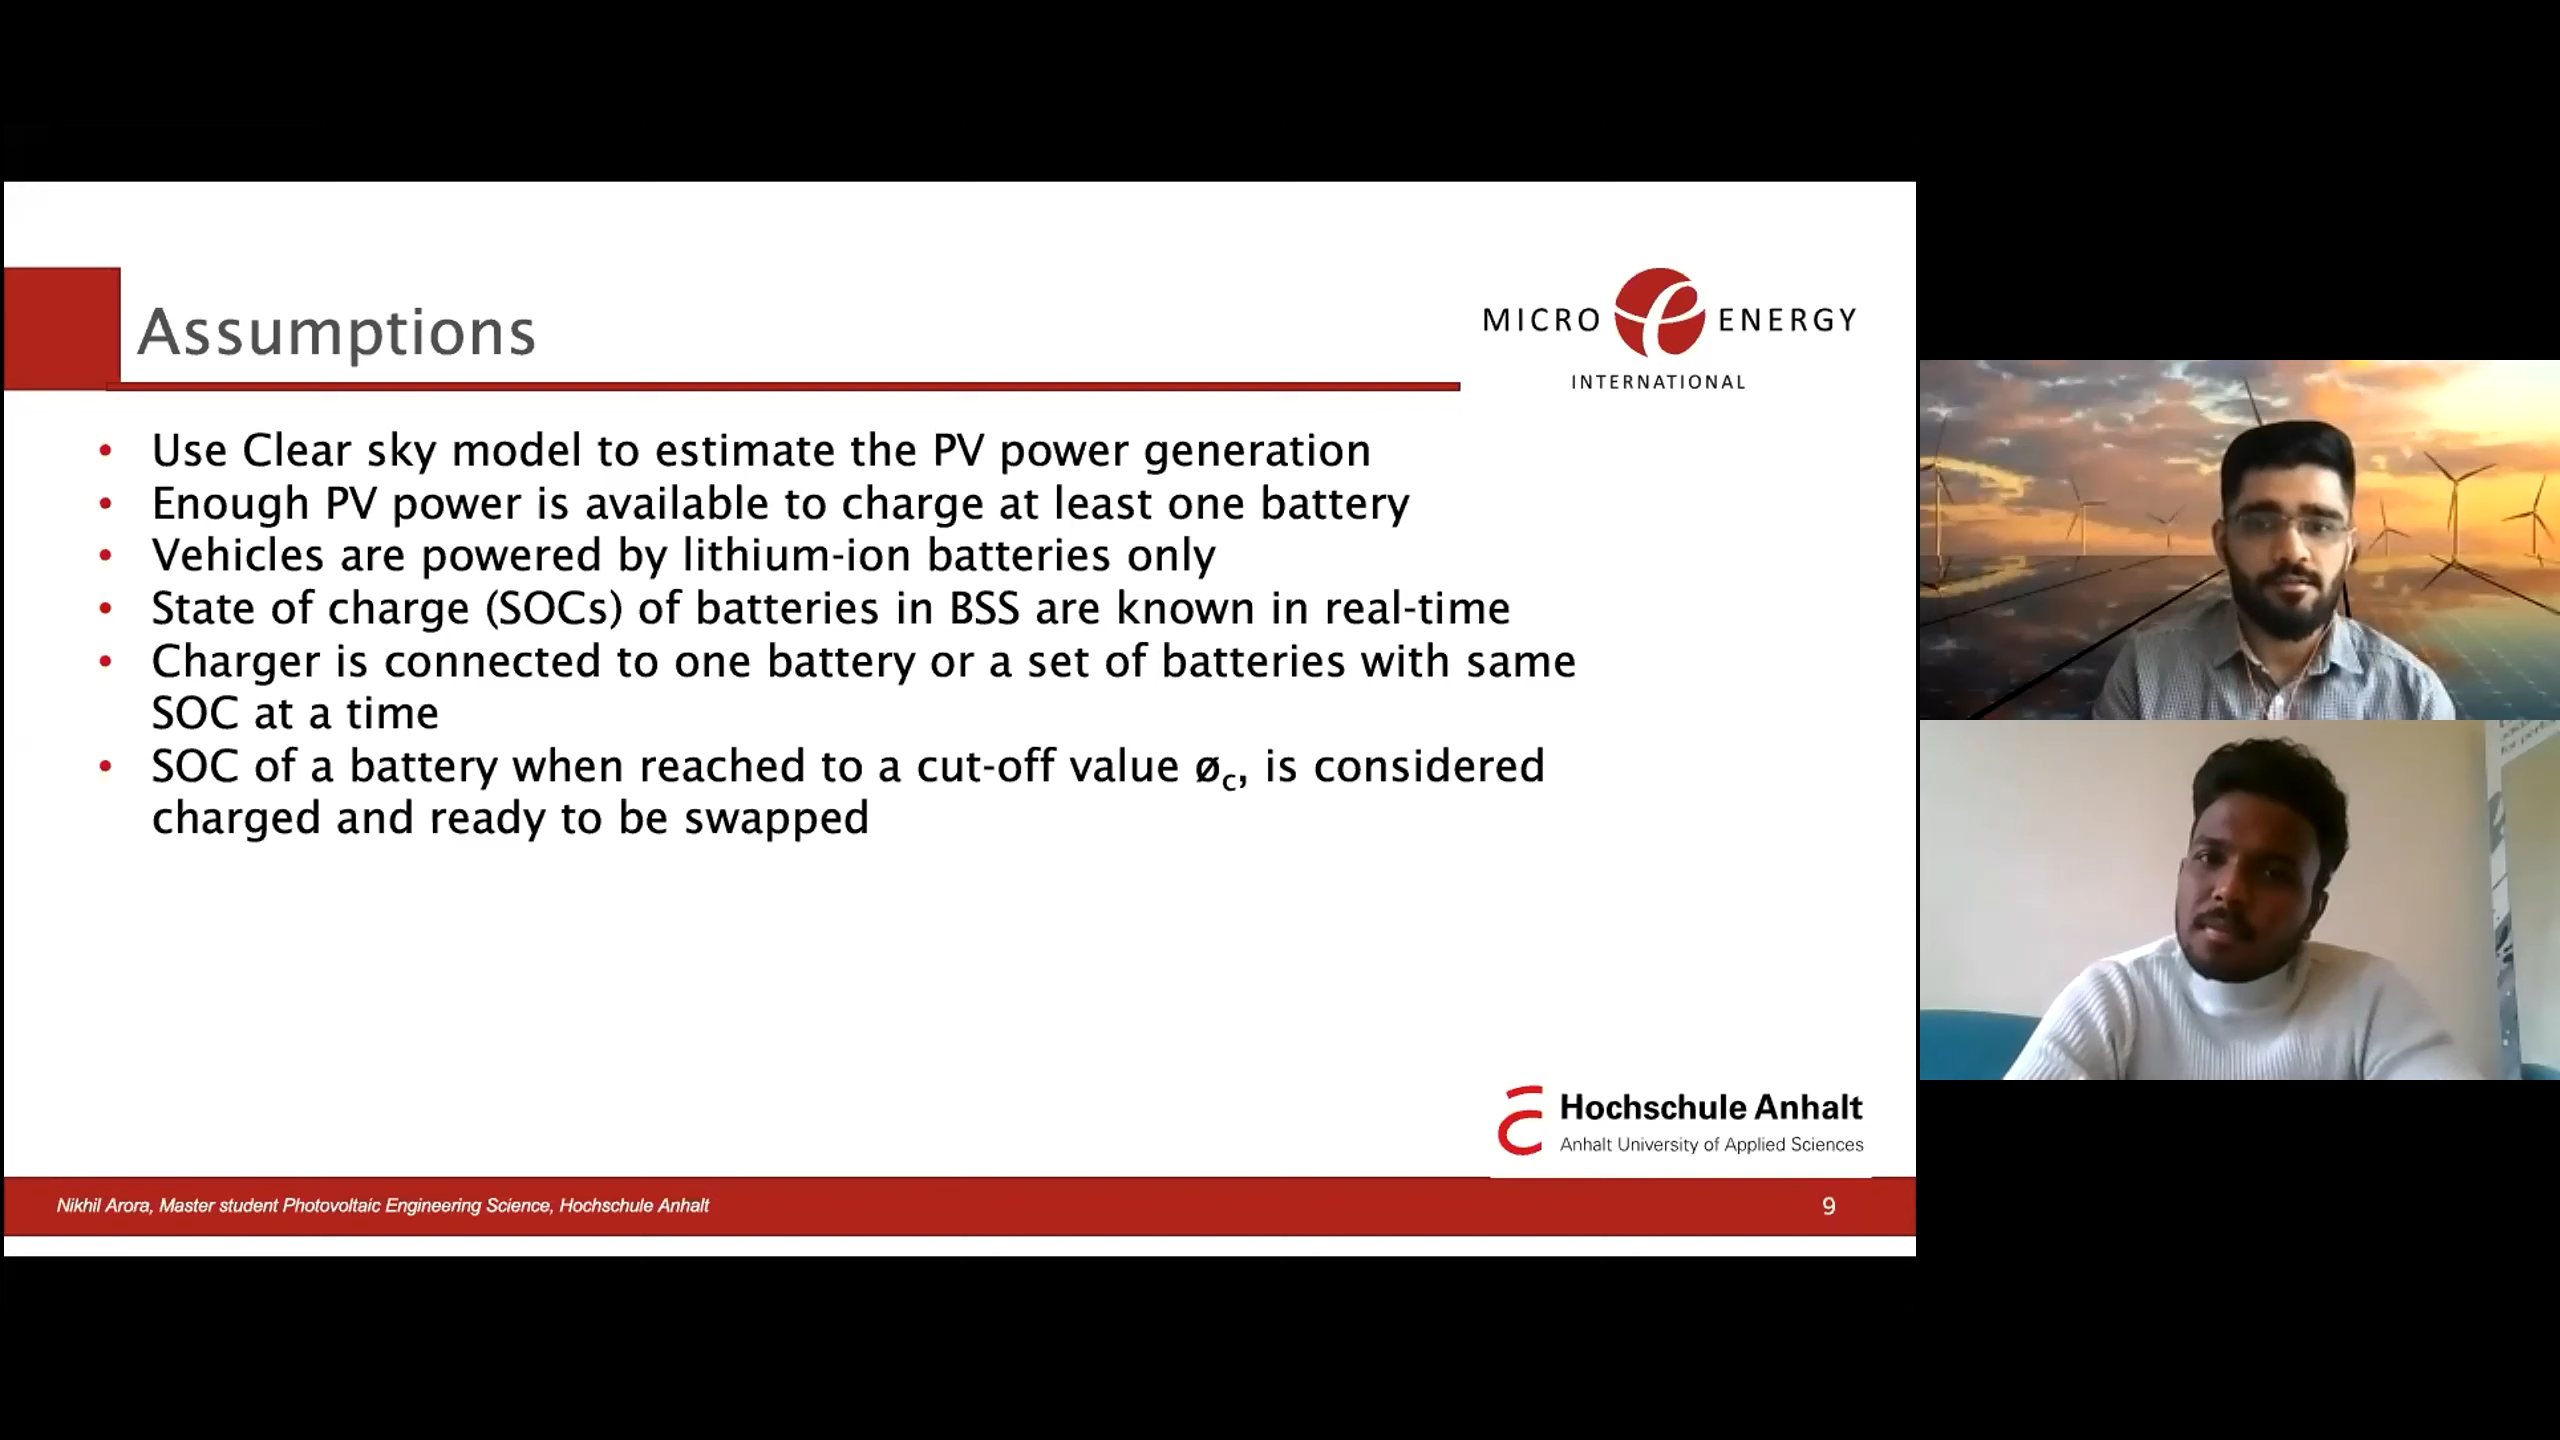 Assumptions
MICRO ENERGY
INTERNATIONAL
• Use Clear sky model to estimate the PV power generation
• Enough PV power is available to charge at least one battery
• Vehicles are powered by lithium-ion batteries only
• State of charge (SOCs) of batteries in BSS are known in real-time
• Charger is connected to one battery or a set of batteries with same
SOC at a time
• SOC of a battery when reached to a cut-off value ø꜀, is considered
charged and ready to be swapped
Hochschule Anhalt
Anhalt University of Applied Sciences
Nikhil Arora, Master student Photovoltaic Engineering Science, Hochschule Anhalt
9